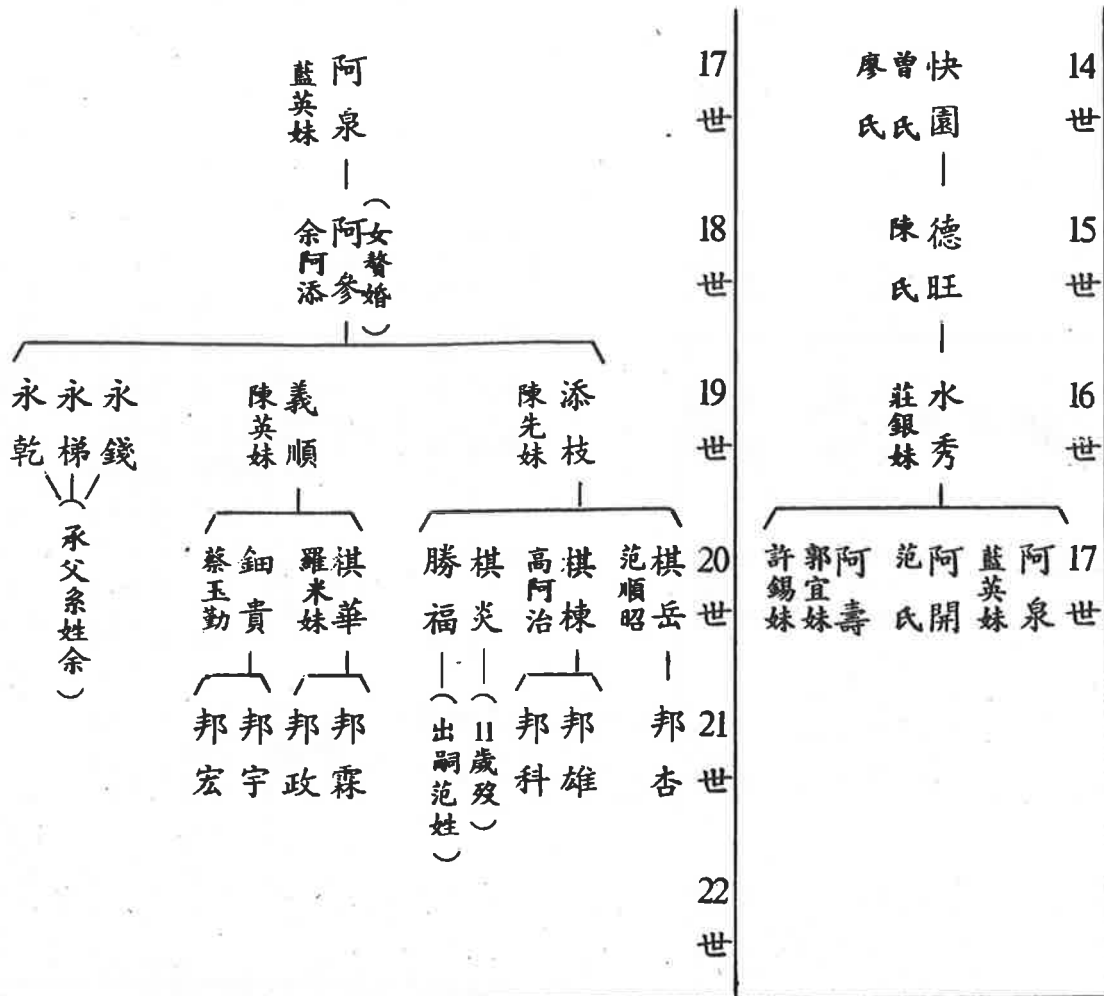 14世
快園
曾氏
廖氏
15世
德旺
陳氏
16世
水秀
莊銀妹
17世
阿泉
藍英妹
阿開
范氏
阿壽
郭宜妹
許錫妹
17世
阿泉
藍英妹
18世
(女贅婚)
阿參
余阿添
19世
添枝
陳先妹
義順
陳英妹
永錢
永梯
永乾
(承父系姓余)
20世
棋岳
范順昭
棋棟
高阿治
棋炎
勝福
祺華
羅米妹
鈿貴
蔡玉勤
21世
邦杏
邦雄
邦科
(11歲歿)
(出嗣范姓)
邦霖
邦政
邦宇
邦宏
22世